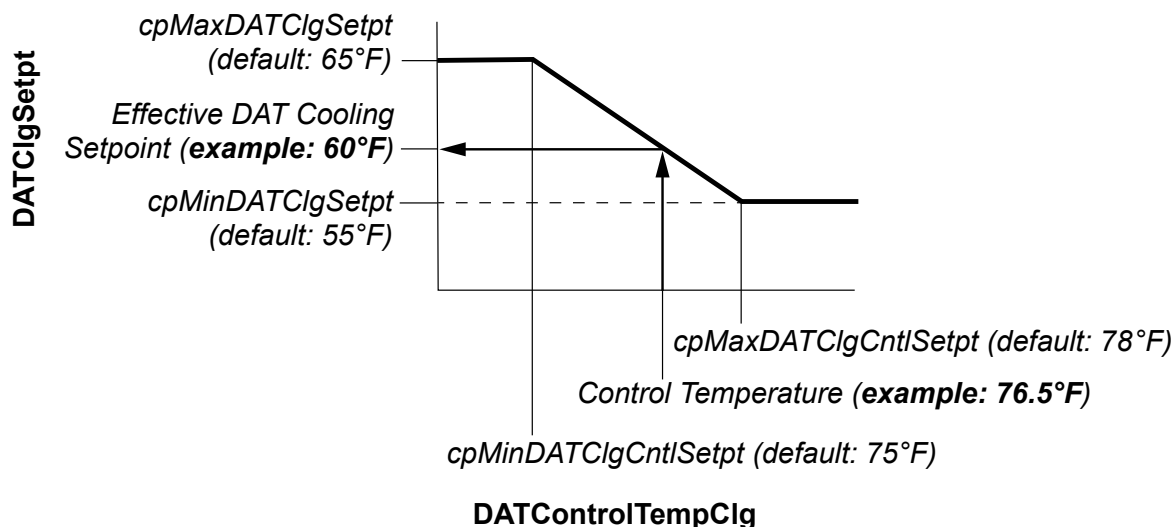 cpMaxDATClgSetpt
(default: 65°F)
DATClgSetpt
Effective DAT Cooling
Setpoint (example: 60°F)
cpMinDATClgSetpt
(default: 55°F)
cpMaxDATClgCntlSetpt (default: 78°F)
Control Temperature (example: 76.5°F)
cpMinDATClgCntlSetpt (default: 75°F)
DATControlTempClg